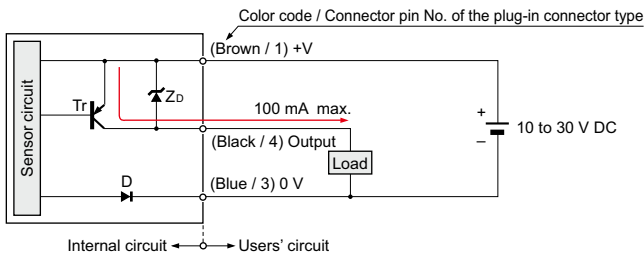 Color code / Connector pin No. of the plug-in connector type
(Brown / 1) +V
Sensor circuit
Tr
ZD
100 mA max.
+
10 to 30 V DC
–
(Black / 4) Output
Load
D
(Blue / 3) 0 V
Internal circuit
Users' circuit